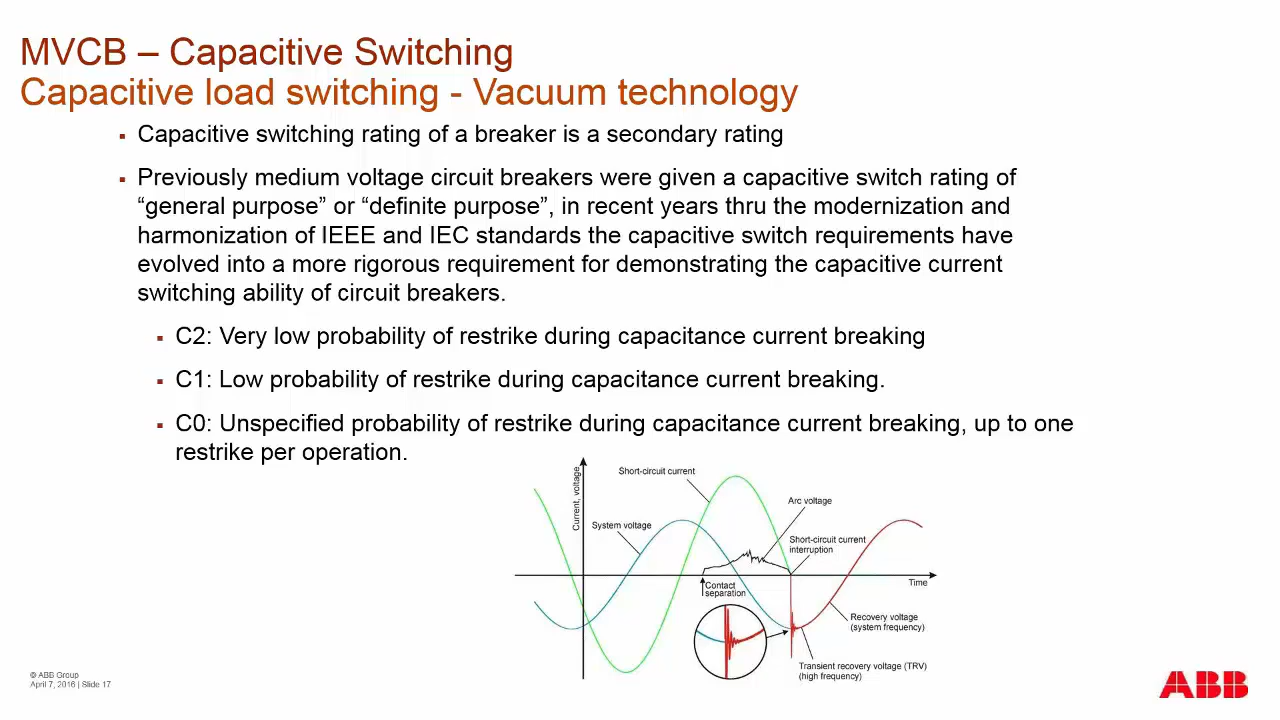 MVCB – Capacitive Switching
Capacitive load switching - Vacuum technology
▪ Capacitive switching rating of a breaker is a secondary rating
▪ Previously medium voltage circuit breakers were given a capacitive switch rating of
“general purpose” or “definite purpose”, in recent years thru the modernization and
harmonization of IEEE and IEC standards the capacitive switch requirements have
evolved into a more rigorous requirement for demonstrating the capacitive current
switching ability of circuit breakers.
▪ C2: Very low probability of restrike during capacitance current breaking
▪ C1: Low probability of restrike during capacitance current breaking.
▪ C0: Unspecified probability of restrike during capacitance current breaking, up to one
restrike per operation.
Current, voltage
Short-circuit current
System voltage
Arc voltage
Short-circuit current
interruption
Time
Contact
separation
Recovery voltage
(system frequency)
Transient recovery voltage (TRV)
(high frequency)
© ABB Group
April 7, 2016 | Slide 17
ABB